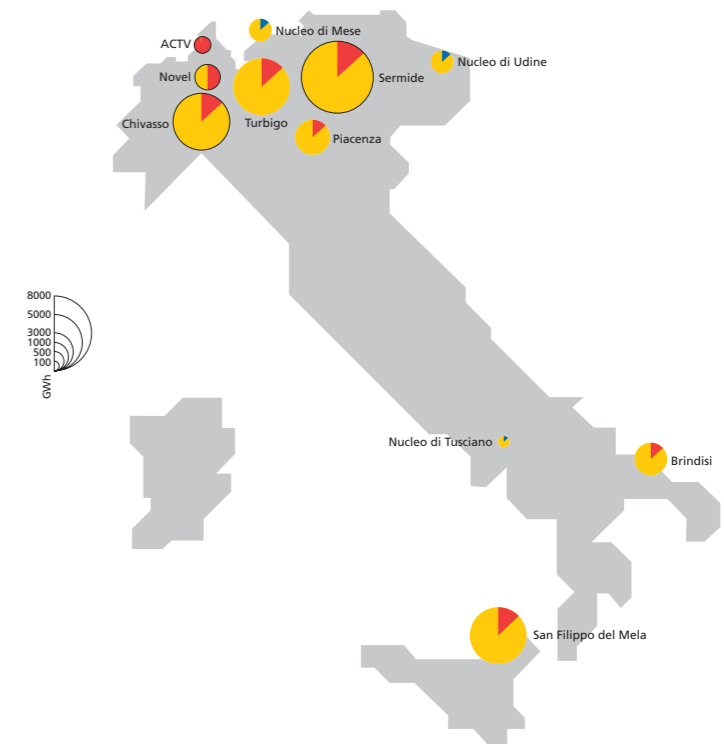 Nucleo di Mese
ACTV
Nucleo di Udine
Novel
Sermide
Chivasso
Turbigo
Piacenza
8000
5000
3000
1000
500
100
GWh
Nucleo di Tusciano
Brindisi
San Filippo del Mela